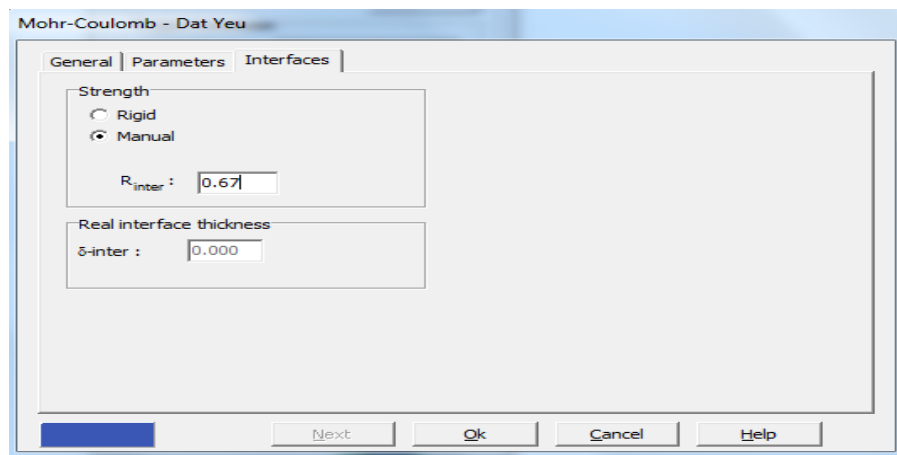 Mohr-Coulomb - Dat Yeu
General Parameters Interfaces
Strength
Rigid
Manual
Rinter : 0.67
Real interface thickness
δ-inter : 0.000
Next Ok Cancel Help